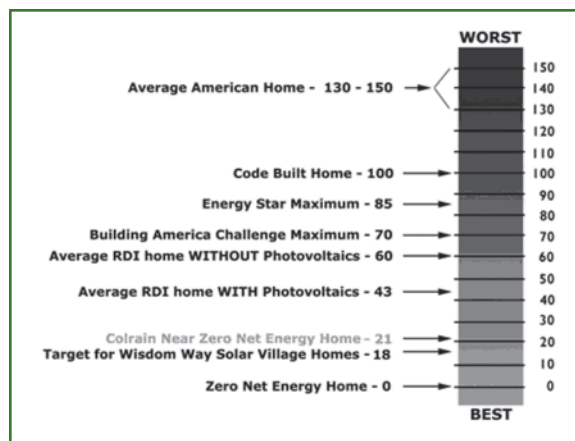 WORST
150
Average American Home - 130 - 150
140
130
120
110
Code Built Home - 100
100
90
Energy Star Maximum - 85
80
Building America Challenge Maximum - 70
70
Average RDI home WITHOUT Photovoltaics - 60
60
50
Average RDI home WITH Photovoltaics - 43
40
30
Colrain Near Zero Net Energy Home - 21
20
Target for Wisdom Way Solar Village Homes - 18
10
Zero Net Energy Home - 0
0
BEST